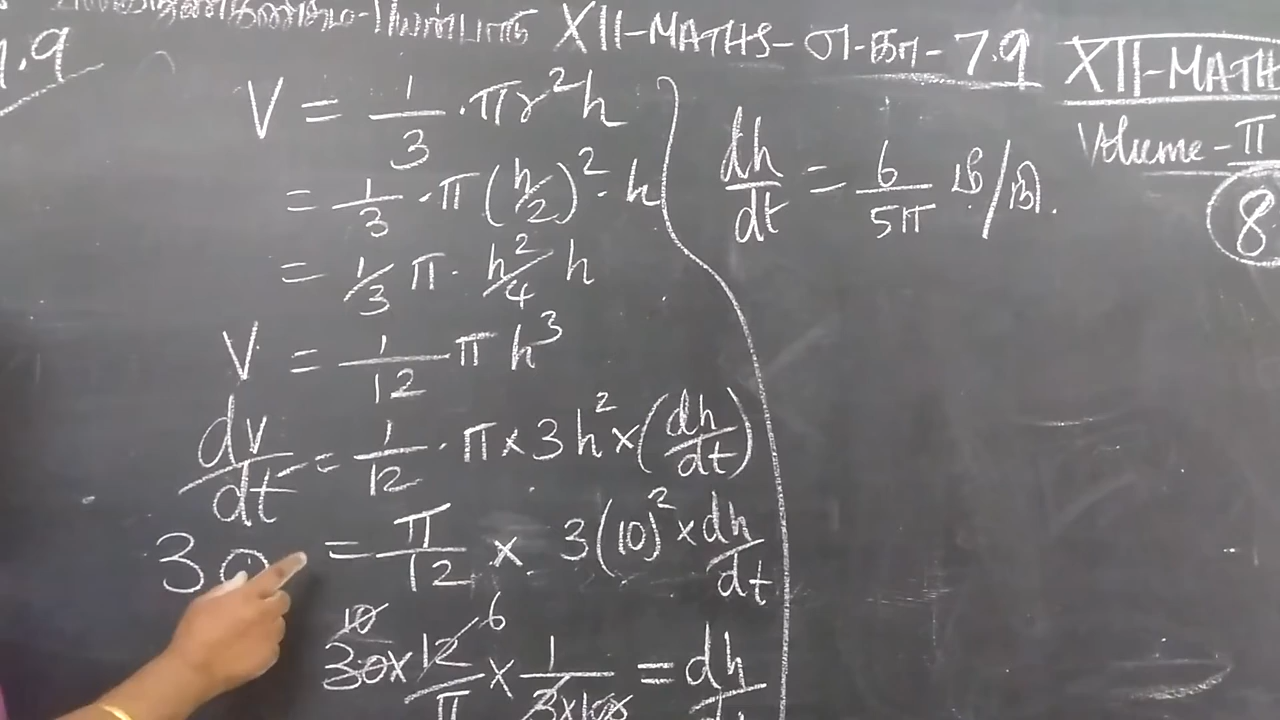 XII-MATHS- எ.கா- 7.9
7.9
XII-MATH
Volume - II
8.
V = 1/3 · πr²h
= 1/3 · π(h/2)² · h
= 1/3 π · h²/4 h
V = 1/12 π h³
dv/dt = 1/12 · π × 3h² × (dh/dt)
30 = π/12 × 3(10)² × dh/dt
10 6
30 × 12/π × 1/3×100 = dh/dt
dh/dt = 6/5π மீ/நி.